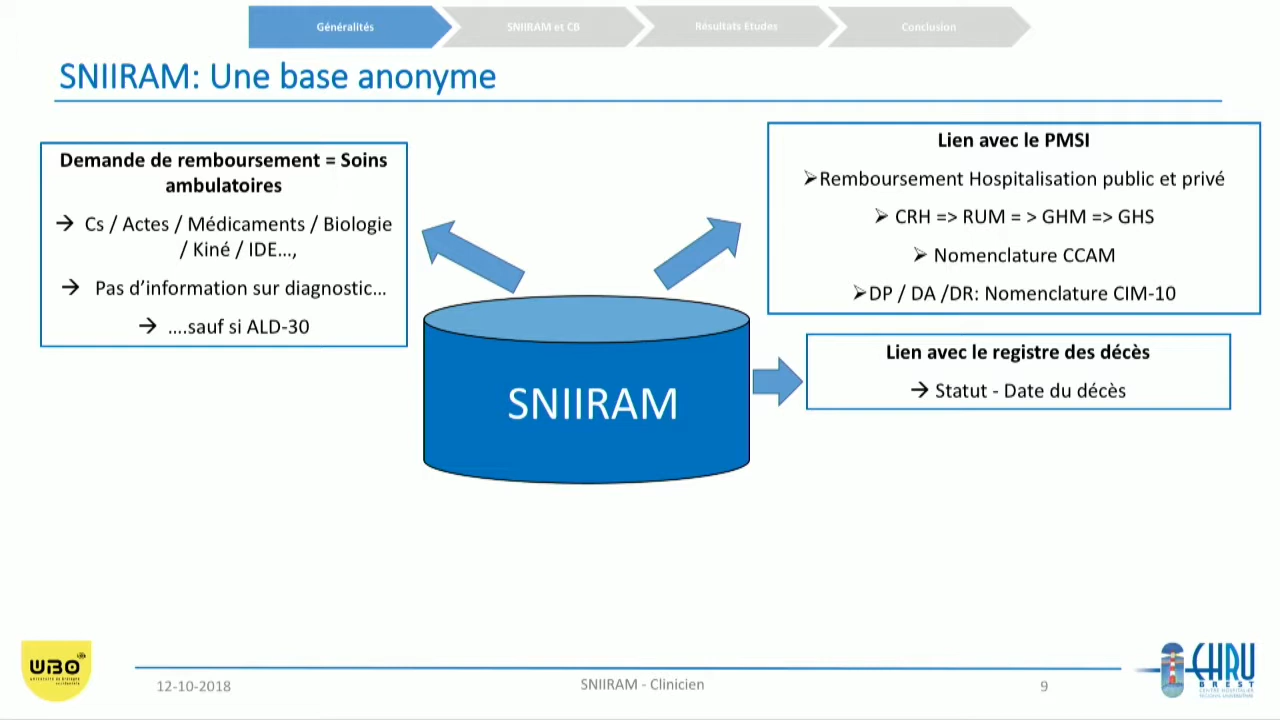 Généralités
SNIIRAM et CB
Résultats Etudes
Conclusion
SNIIRAM: Une base anonyme
Demande de remboursement = Soins
ambulatoires
→ Cs / Actes / Médicaments / Biologie
/ Kiné / IDE…,
→ Pas d’information sur diagnostic…
→ ….sauf si ALD-30
Lien avec le PMSI
➢Remboursement Hospitalisation public et privé
➢ CRH => RUM = > GHM => GHS
➢ Nomenclature CCAM
➢DP / DA /DR: Nomenclature CIM-10
Lien avec le registre des décès
→ Statut - Date du décès
SNIIRAM
UBO
12-10-2018
SNIIRAM - Clinicien
9
CHRU
BREST
CENTRE HOSPITALIER